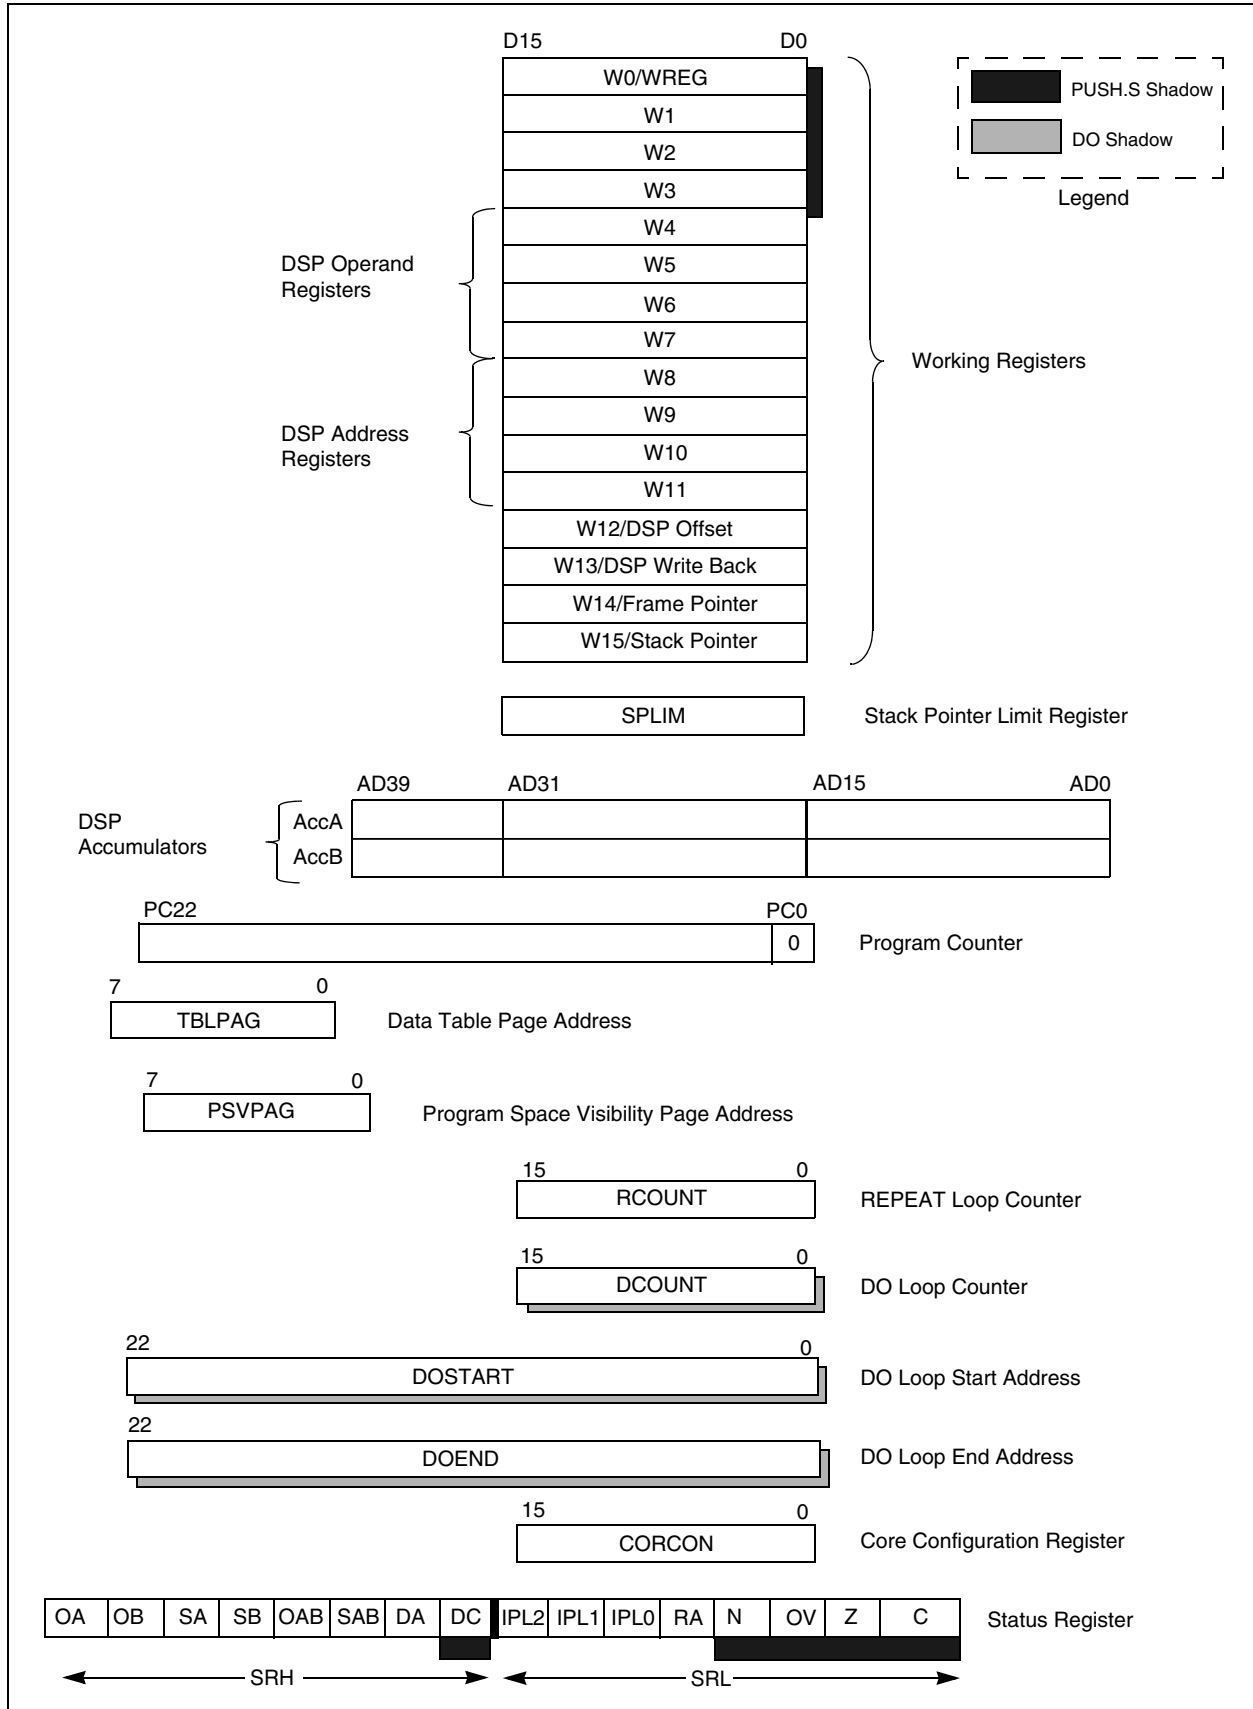 D15 D0
W0/WREG
W1
W2
W3
W4
W5
W6
W7
W8
W9
W10
W11
W12/DSP Offset
W13/DSP Write Back
W14/Frame Pointer
W15/Stack Pointer
PUSH.S Shadow
DO Shadow
Legend
DSP Operand
Registers
DSP Address
Registers
Working Registers
SPLIM
Stack Pointer Limit Register
AD39 AD31 AD15 AD0
DSP
Accumulators
AccA
AccB
PC22 PC0
0
Program Counter
7 0
TBLPAG
Data Table Page Address
7 0
PSVPAG
Program Space Visibility Page Address
15 0
RCOUNT
REPEAT Loop Counter
15 0
DCOUNT
DO Loop Counter
22 0
DOSTART
DO Loop Start Address
22
DOEND
DO Loop End Address
15 0
CORCON
Core Configuration Register
OA OB SA SB OAB SAB DA DC IPL2 IPL1 IPL0 RA N OV Z C
Status Register
SRH SRL